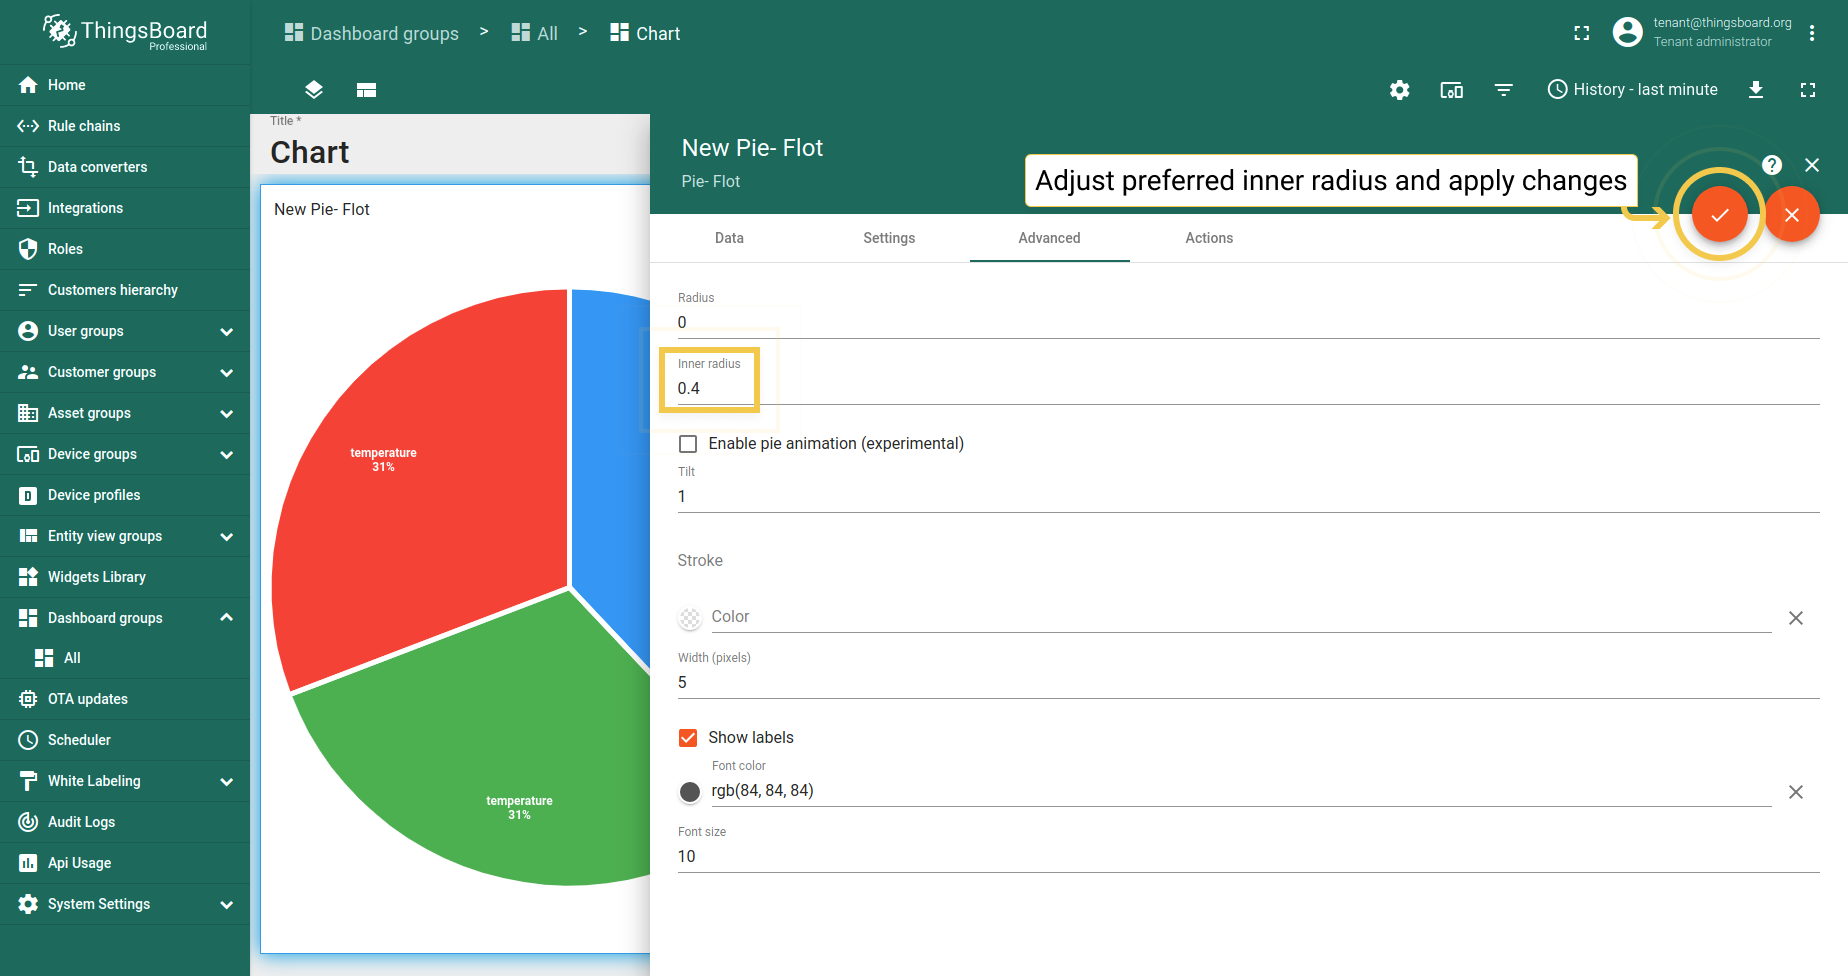 ThingsBoard
Professional
Dashboard groups > All > Chart
tenant@thingsboard.org
Tenant administrator
Home
Rule chains
Data converters
Integrations
Roles
Customers hierarchy
User groups
Customer groups
Asset groups
Device groups
Device profiles
Entity view groups
Widgets Library
Dashboard groups
All
OTA updates
Scheduler
White Labeling
Audit Logs
Api Usage
System Settings
History - last minute
Title *
Chart
New Pie- Flot
temperature
31%
temperature
31%
New Pie- Flot
Pie- Flot
Adjust preferred inner radius and apply changes
Data
Settings
Advanced
Actions
Radius
0
Inner radius
0.4
Enable pie animation (experimental)
Tilt
1
Stroke
Color
Width (pixels)
5
Show labels
Font color
rgb(84, 84, 84)
Font size
10